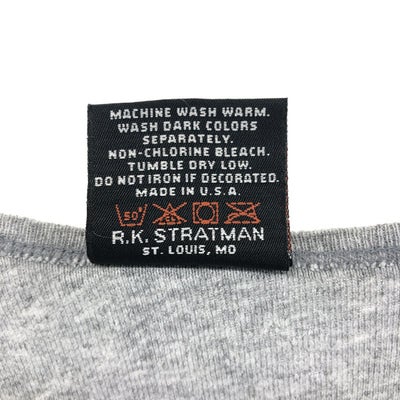 MACHINE WASH WARM.
WASH DARK COLORS
SEPARATELY.
NON-CHLORINE BLEACH.
TUMBLE DRY LOW.
DO NOT IRON IF DECORATED.
MADE IN U.S.A.
50° CL
R.K. STRATMAN
ST. LOUIS, MO